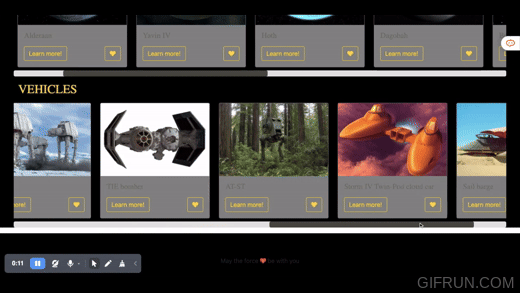 Alderaan Yavin IV Hoth Dagobah
Learn more! Learn more! Learn more! Learn more!
VEHICLES
TIE bomber AT-ST Storm IV Twin-Pod cloud car Sail barge
more! Learn more! Learn more! Learn more! Learn more!
May the force ❤️ be with you
0:11
GIFRUN.COM